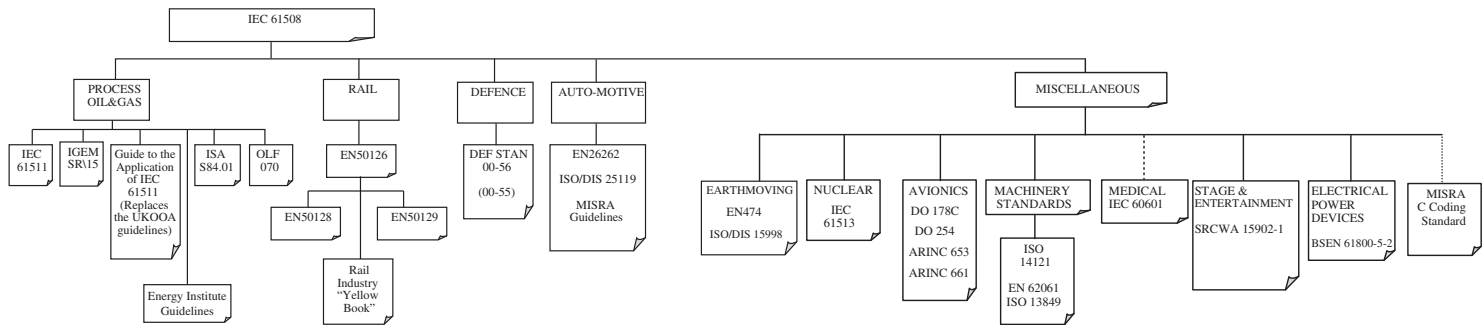 IEC 61508
PROCESS
OIL&GAS
RAIL
DEFENCE
AUTO-MOTIVE
MISCELLANEOUS
IEC
61511
IGEM
SR\15
Guide to the
Application
of IEC
61511
(Replaces
the UKOOA
guidelines)
ISA
S84.01
OLF
070
Energy Institute
Guidelines
EN50126
EN50128
EN50129
Rail
Industry
“Yellow
Book”
DEF STAN
00-56
(00-55)
EN26262
ISO/DIS 25119
MISRA
Guidelines
EARTHMOVING
EN474
ISO/DIS 15998
NUCLEAR
IEC
61513
AVIONICS
DO 178C
DO 254
ARINC 653
ARINC 661
MACHINERY
STANDARDS
ISO
14121
EN 62061
ISO 13849
MEDICAL
IEC 60601
STAGE &
ENTERTAINMENT
SRCWA 15902-1
ELECTRICAL
POWER
DEVICES
BSEN 61800-5-2
MISRA
C Coding
Standard